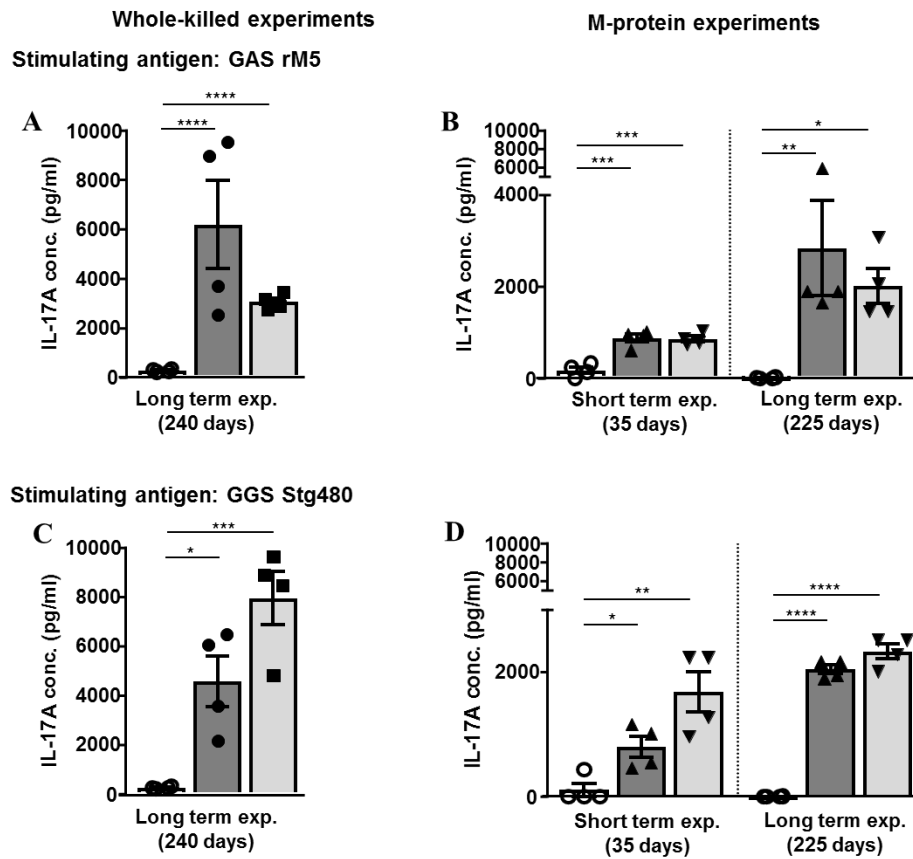 Whole-killed experiments
M-protein experiments
Stimulating antigen: GAS rM5
A
****
****
IL-17A conc. (pg/ml)
10000
8000
6000
4000
2000
0
Long term exp.
(240 days)
B
***
***
*
**
IL-17A conc. (pg/ml)
10000
8000
6000
4000
2000
0
Short term exp.
(35 days)
Long term exp.
(225 days)
Stimulating antigen: GGS Stg480
C
***
*
IL-17A conc. (pg/ml)
10000
8000
6000
4000
2000
0
Long term exp.
(240 days)
D
**
*
****
****
IL-17A conc. (pg/ml)
10000
8000
6000
2000
0
Short term exp.
(35 days)
Long term exp.
(225 days)